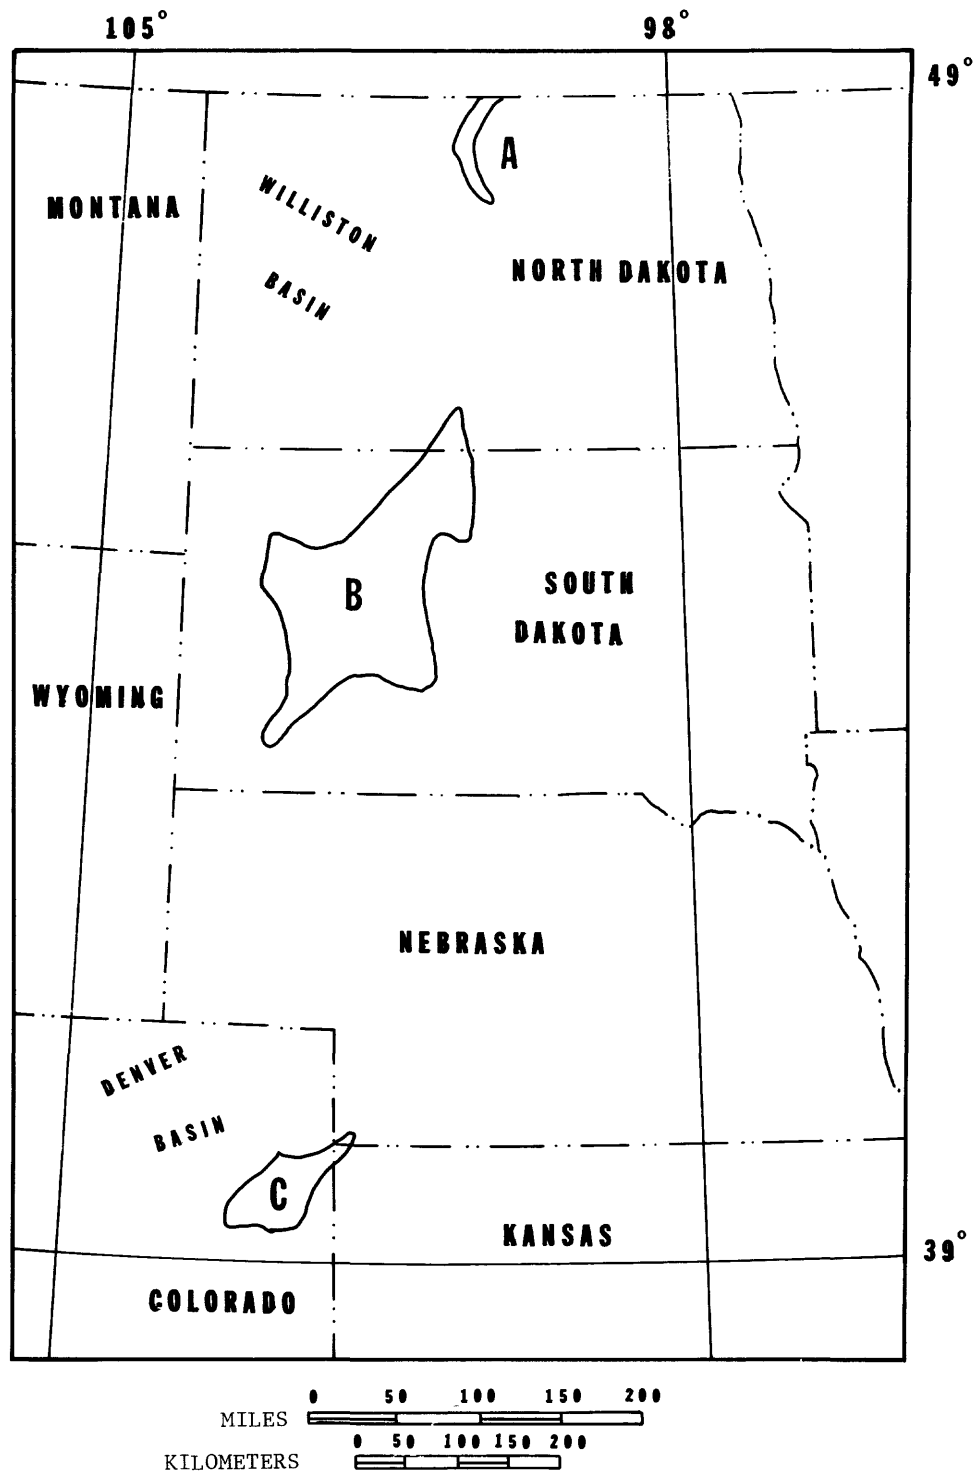 105° 98°
49°
A
MONTANA
WILLISTON
BASIN
NORTH DAKOTA
B
SOUTH
DAKOTA
WYOMING
NEBRASKA
DENVER
BASIN
C
KANSAS
39°
COLORADO
0 50 100 150 200
MILES
0 50 100 150 200
KILOMETERS